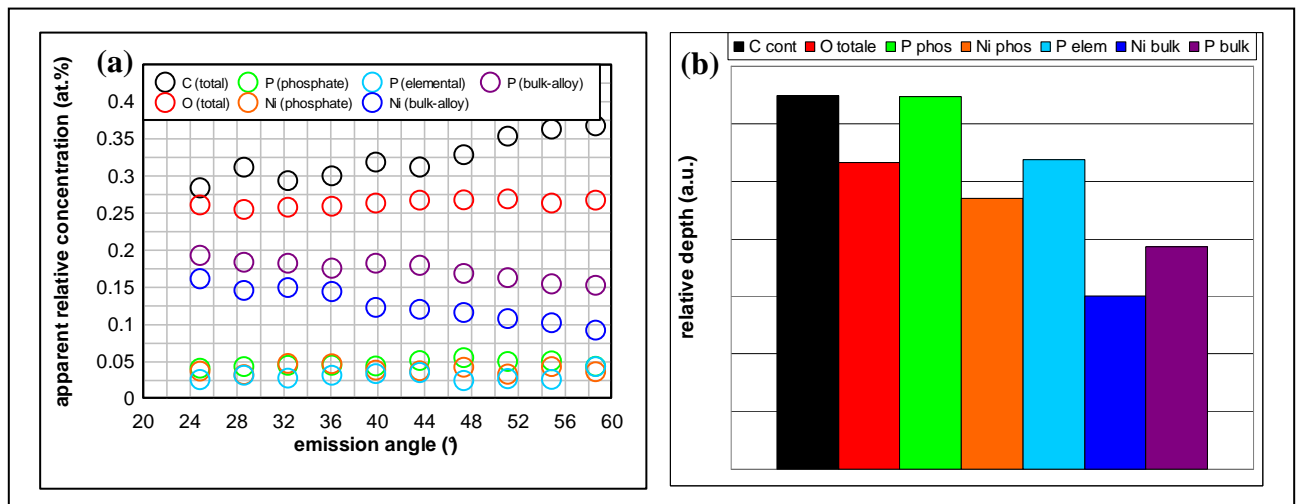 (a)
C (total) P (phosphate) P (elemental) P (bulk-alloy)
O (total) Ni (phosphate) Ni (bulk-alloy)
apparent relative concentration (at.%)
0.4
0.35
0.3
0.25
0.2
0.15
0.1
0.05
0
20 24 28 32 36 40 44 48 52 56 60
emission angle (°)
C cont O totale P phos Ni phos P elem Ni bulk P bulk
(b)
relative depth (a.u.)